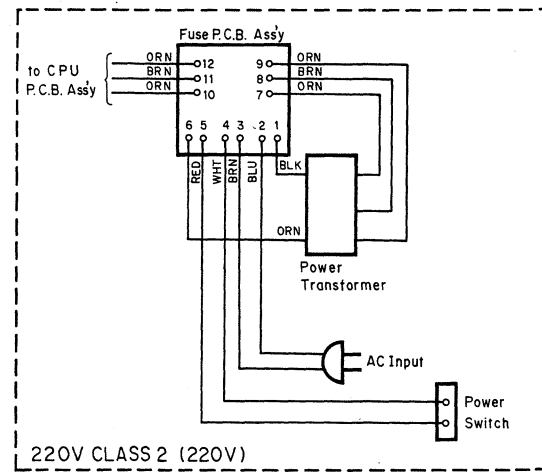 Fuse P.C.B. Ass'y
ORN 12 9 ORN
to CPU BRN 11 8 BRN
P.C.B. Ass'y ORN 10 7 ORN
6 5 4 3 2 1
RED WHT BRN BLU BLK
ORN
Power
Transformer
AC Input
Power
Switch
220V CLASS 2 (220V)